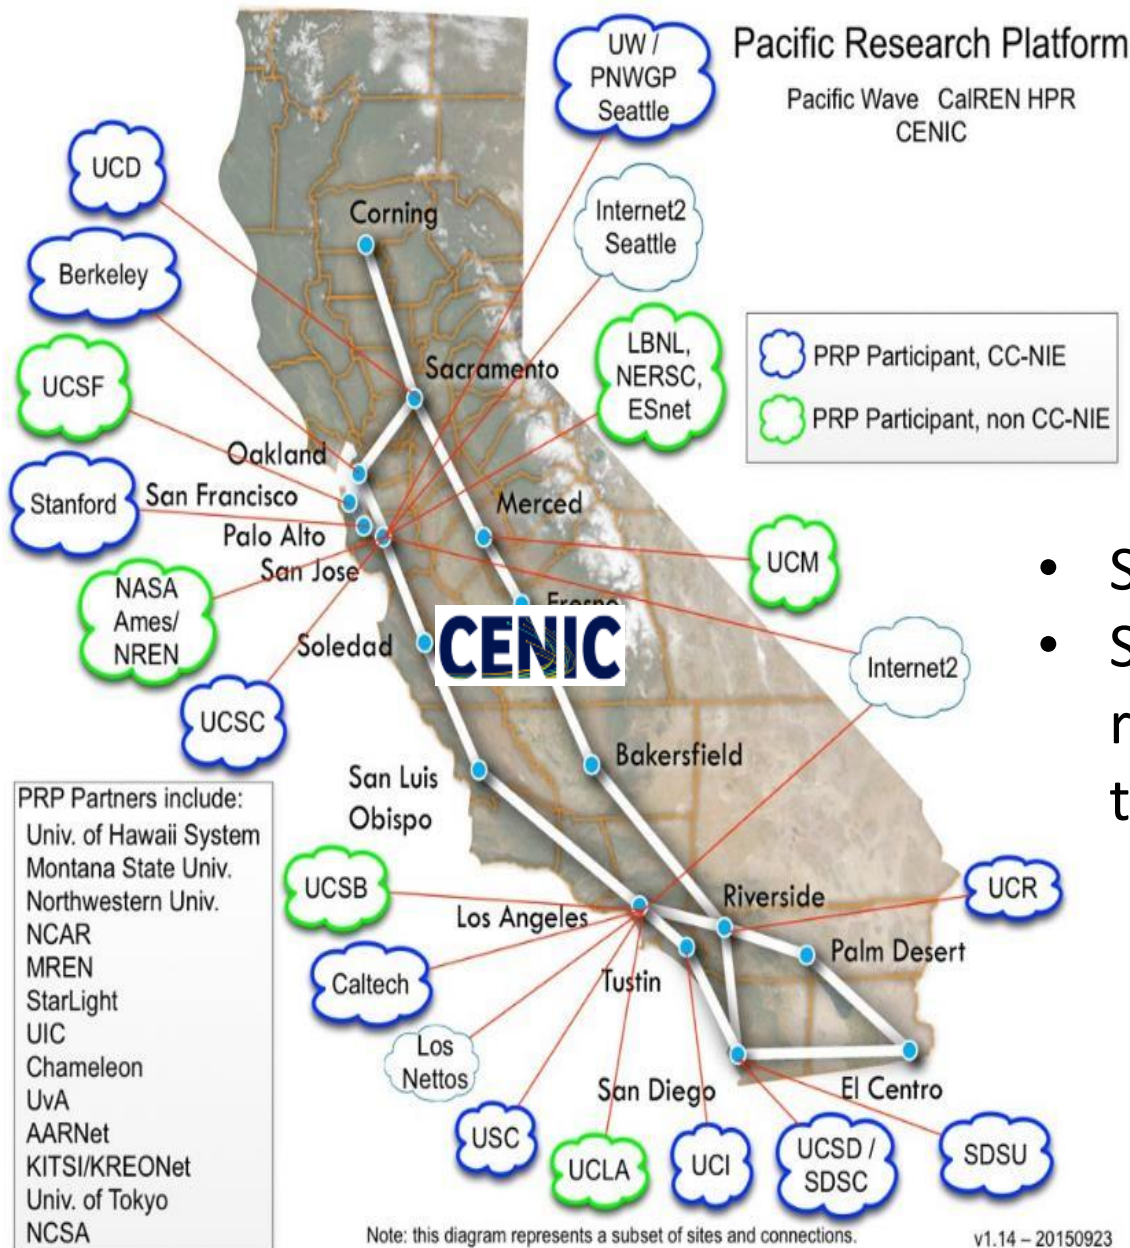 Pacific Research Platform
Pacific Wave CalREN HPR
CENIC
UW /
PNWGP
Seattle
UCD
Internet2
Seattle
Corning
Berkeley
LBNL,
NERSC,
ESnet
PRP Participant, CC-NIE
PRP Participant, non CC-NIE
UCSF
Sacramento
Oakland
Stanford
San Francisco
Merced
Palo Alto
San Jose
UCM
NASA
Ames/
NREN
Fresno
CENIC
Soledad
Internet2
UCSC
Bakersfield
San Luis
Obispo
PRP Partners include:
Univ. of Hawaii System
Montana State Univ.
Northwestern Univ.
NCAR
MREN
StarLight
UIC
Chameleon
UvA
AARNet
KITSI/KREONet
Univ. of Tokyo
NCSA
UCSB
Los Angeles
Riverside
UCR
Caltech
Tustin
Palm Desert
Los
Nettos
San Diego
El Centro
USC
UCLA
UCI
UCSD /
SDSC
SDSU
Note: this diagram represents a subset of sites and connections.
v1.14 – 20150923